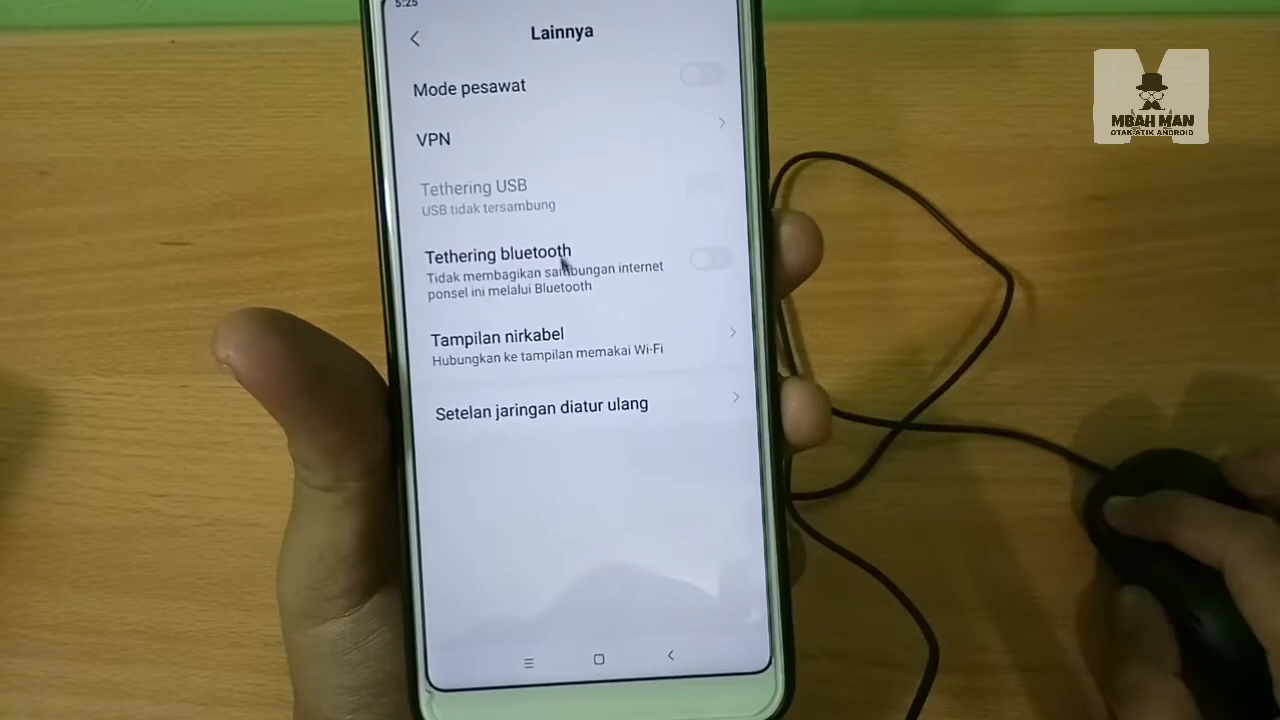 5:25
Lainnya
Mode pesawat
VPN
Tethering USB
USB tidak tersambung
Tethering bluetooth
Tidak membagikan sambungan internet
ponsel ini melalui Bluetooth
Tampilan nirkabel
Hubungkan ke tampilan memakai Wi-Fi
Setelan jaringan diatur ulang
MBAH MAN
OTAK ATIK ANDROID